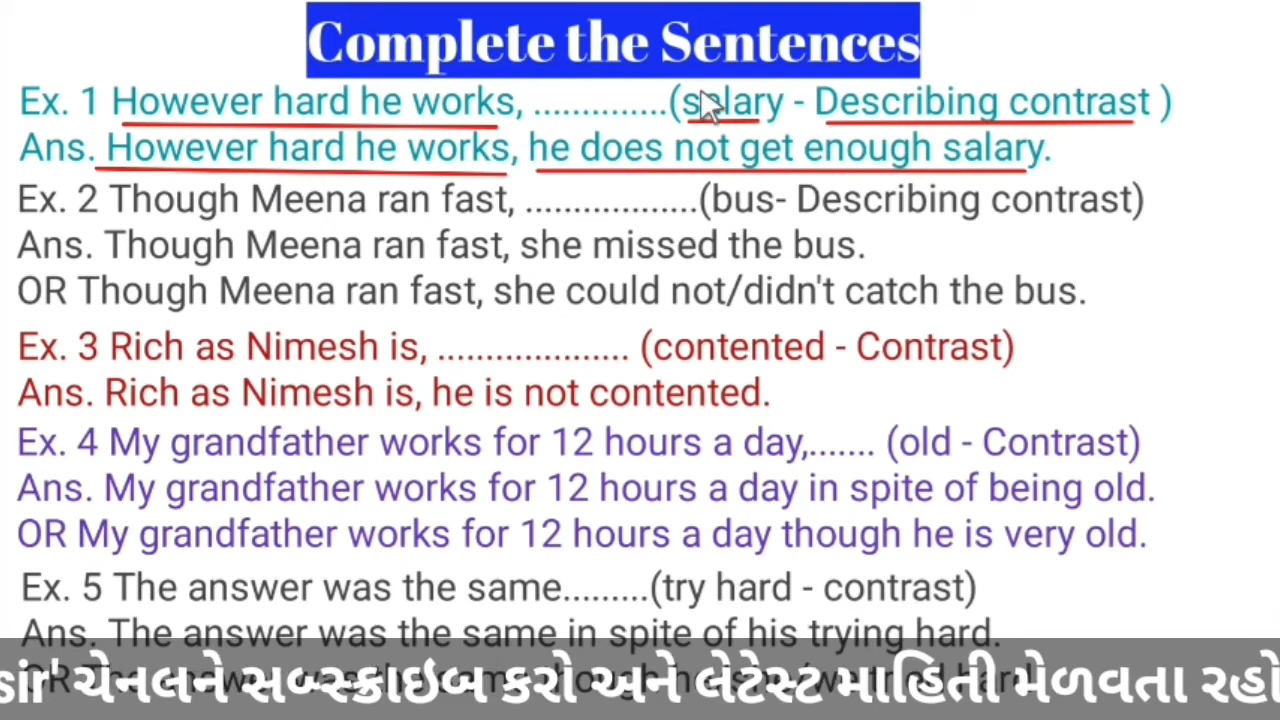 Complete the Sentences
Ex. 1 However hard he works, ..............(salary - Describing contrast )
Ans. However hard he works, he does not get enough salary.
Ex. 2 Though Meena ran fast, ..................(bus- Describing contrast)
Ans. Though Meena ran fast, she missed the bus.
OR Though Meena ran fast, she could not/didn't catch the bus.
Ex. 3 Rich as Nimesh is, .................... (contented - Contrast)
Ans. Rich as Nimesh is, he is not contented.
Ex. 4 My grandfather works for 12 hours a day,....... (old - Contrast)
Ans. My grandfather works for 12 hours a day in spite of being old.
OR My grandfather works for 12 hours a day though he is very old.
Ex. 5 The answer was the same.........(try hard - contrast)
Ans. The answer was the same in spite of his trying hard.
sir' ચેનલને સબ્સ્ક્રાઇબ કરો અને લેટેસ્ટ માહિતી મેળવતા રહો